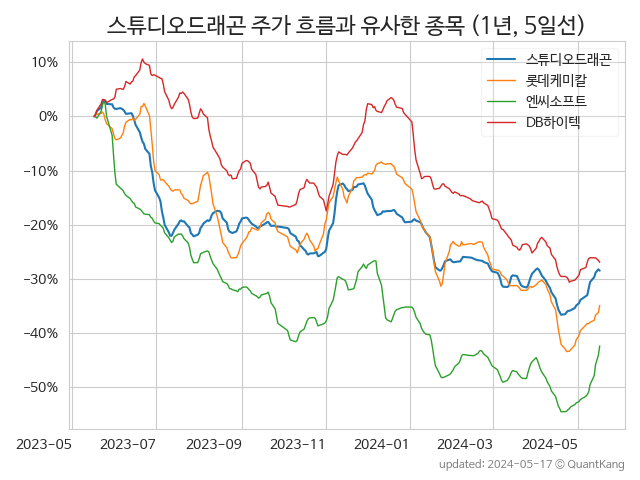 스튜디오드래곤 주가 흐름과 유사한 종목 (1년, 5일선)
스튜디오드래곤
롯데케미칼
엔씨소프트
DB하이텍
10%
0%
−10%
−20%
−30%
−40%
−50%
2023-05
2023-07
2023-09
2023-11
2024-01
2024-03
2024-05
updated: 2024-05-17 © QuantKang